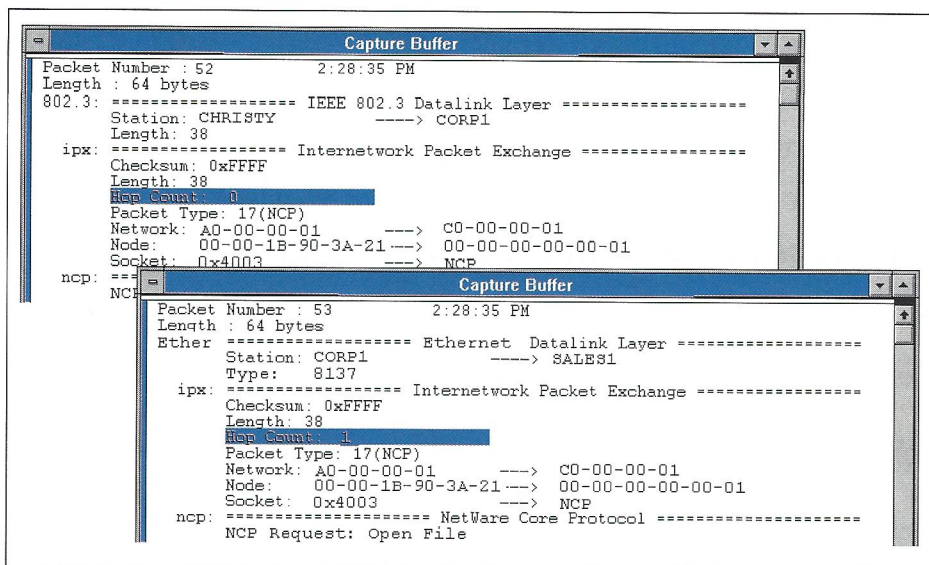 Capture Buffer
Packet Number : 52 2:28:35 PM
Length : 64 bytes
802.3: =================== IEEE 802.3 Datalink Layer ===================
Station: CHRISTY ----> CORP1
Length: 38
ipx: ================== Internetwork Packet Exchange =================
Checksum: 0xFFFF
Length: 38
Hop Count: 0
Packet Type: 17(NCP)
Network: A0-00-00-01 ---> C0-00-00-01
Node: 00-00-1B-90-3A-21 ---> 00-00-00-00-00-01
Socket: 0x4003 ---> NCP
ncp: ===
NCP
Capture Buffer
Packet Number : 53 2:28:35 PM
Length : 64 bytes
Ether =================== Ethernet Datalink Layer ===================
Station: CORP1 ----> SALES1
Type: 8137
ipx: ================== Internetwork Packet Exchange =================
Checksum: 0xFFFF
Length: 38
Hop Count: 1
Packet Type: 17(NCP)
Network: A0-00-00-01 ---> C0-00-00-01
Node: 00-00-1B-90-3A-21 ---> 00-00-00-00-00-01
Socket: 0x4003 ---> NCP
ncp: ===================== NetWare Core Protocol =====================
NCP Request: Open File